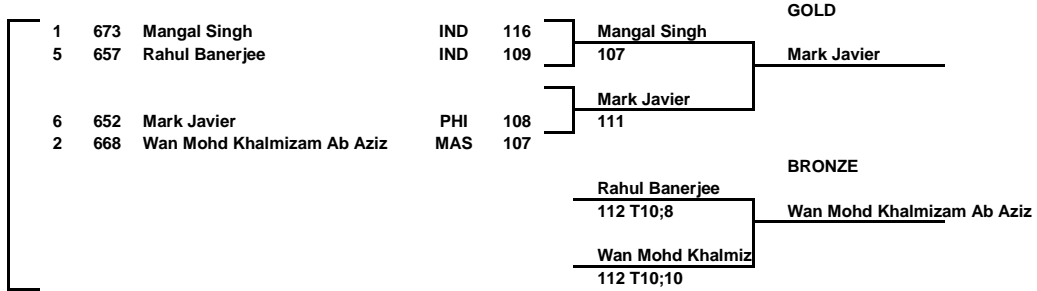 GOLD
1 673 Mangal Singh IND 116 Mangal Singh
5 657 Rahul Banerjee IND 109 107 Mark Javier
Mark Javier
6 652 Mark Javier PHI 108 111
2 668 Wan Mohd Khalmizam Ab Aziz MAS 107
BRONZE
Rahul Banerjee
112 T10;8 Wan Mohd Khalmizam Ab Aziz
Wan Mohd Khalmiz
112 T10;10